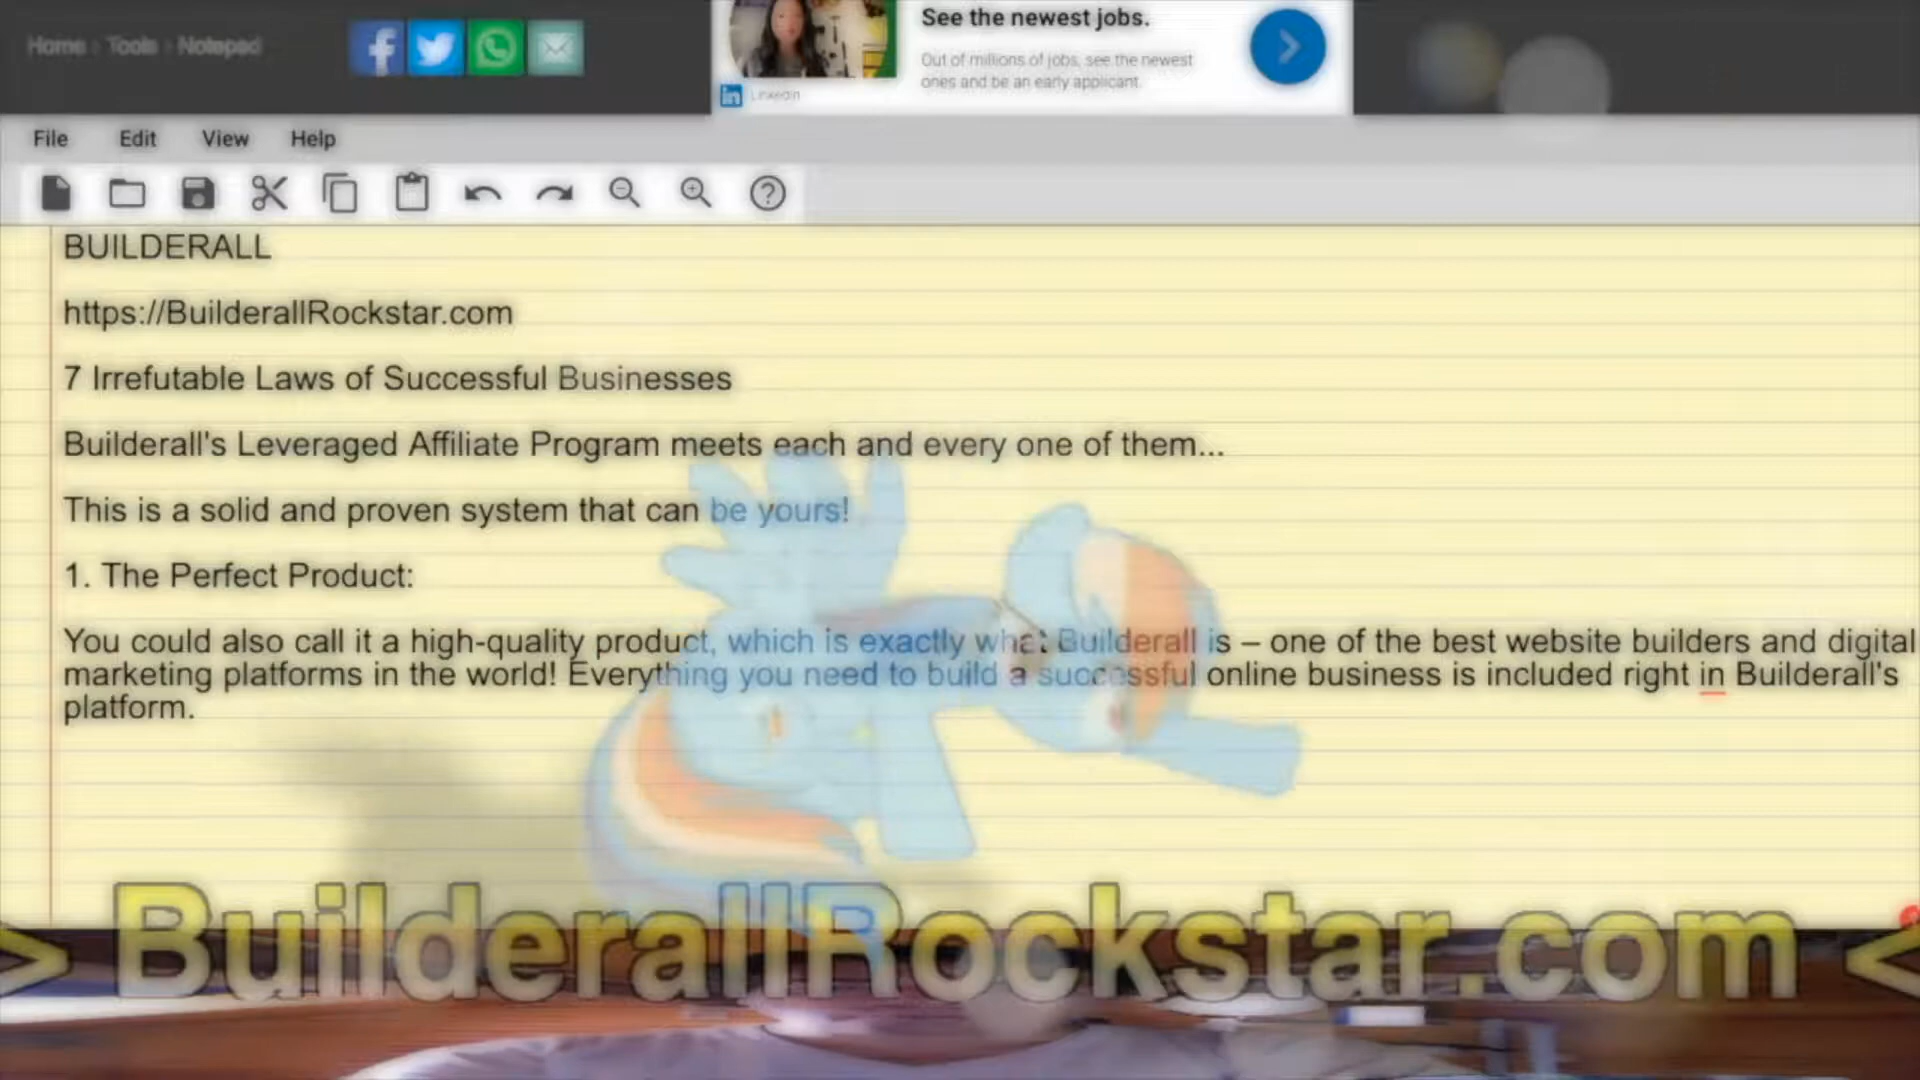 Home Tools Notepad
See the newest jobs.
Out of millions of jobs, see the newest
ones and be an early applicant.
in LinkedIn
File Edit View Help
BUILDERALL
https://BuilderallRockstar.com
7 Irrefutable Laws of Successful Businesses
Builderall's Leveraged Affiliate Program meets each and every one of them...
This is a solid and proven system that can be yours!
1. The Perfect Product:
You could also call it a high-quality product, which is exactly what Builderall is – one of the best website builders and digital
marketing platforms in the world! Everything you need to build a successful online business is included right in Builderall's
platform.
> BuilderallRockstar.com <